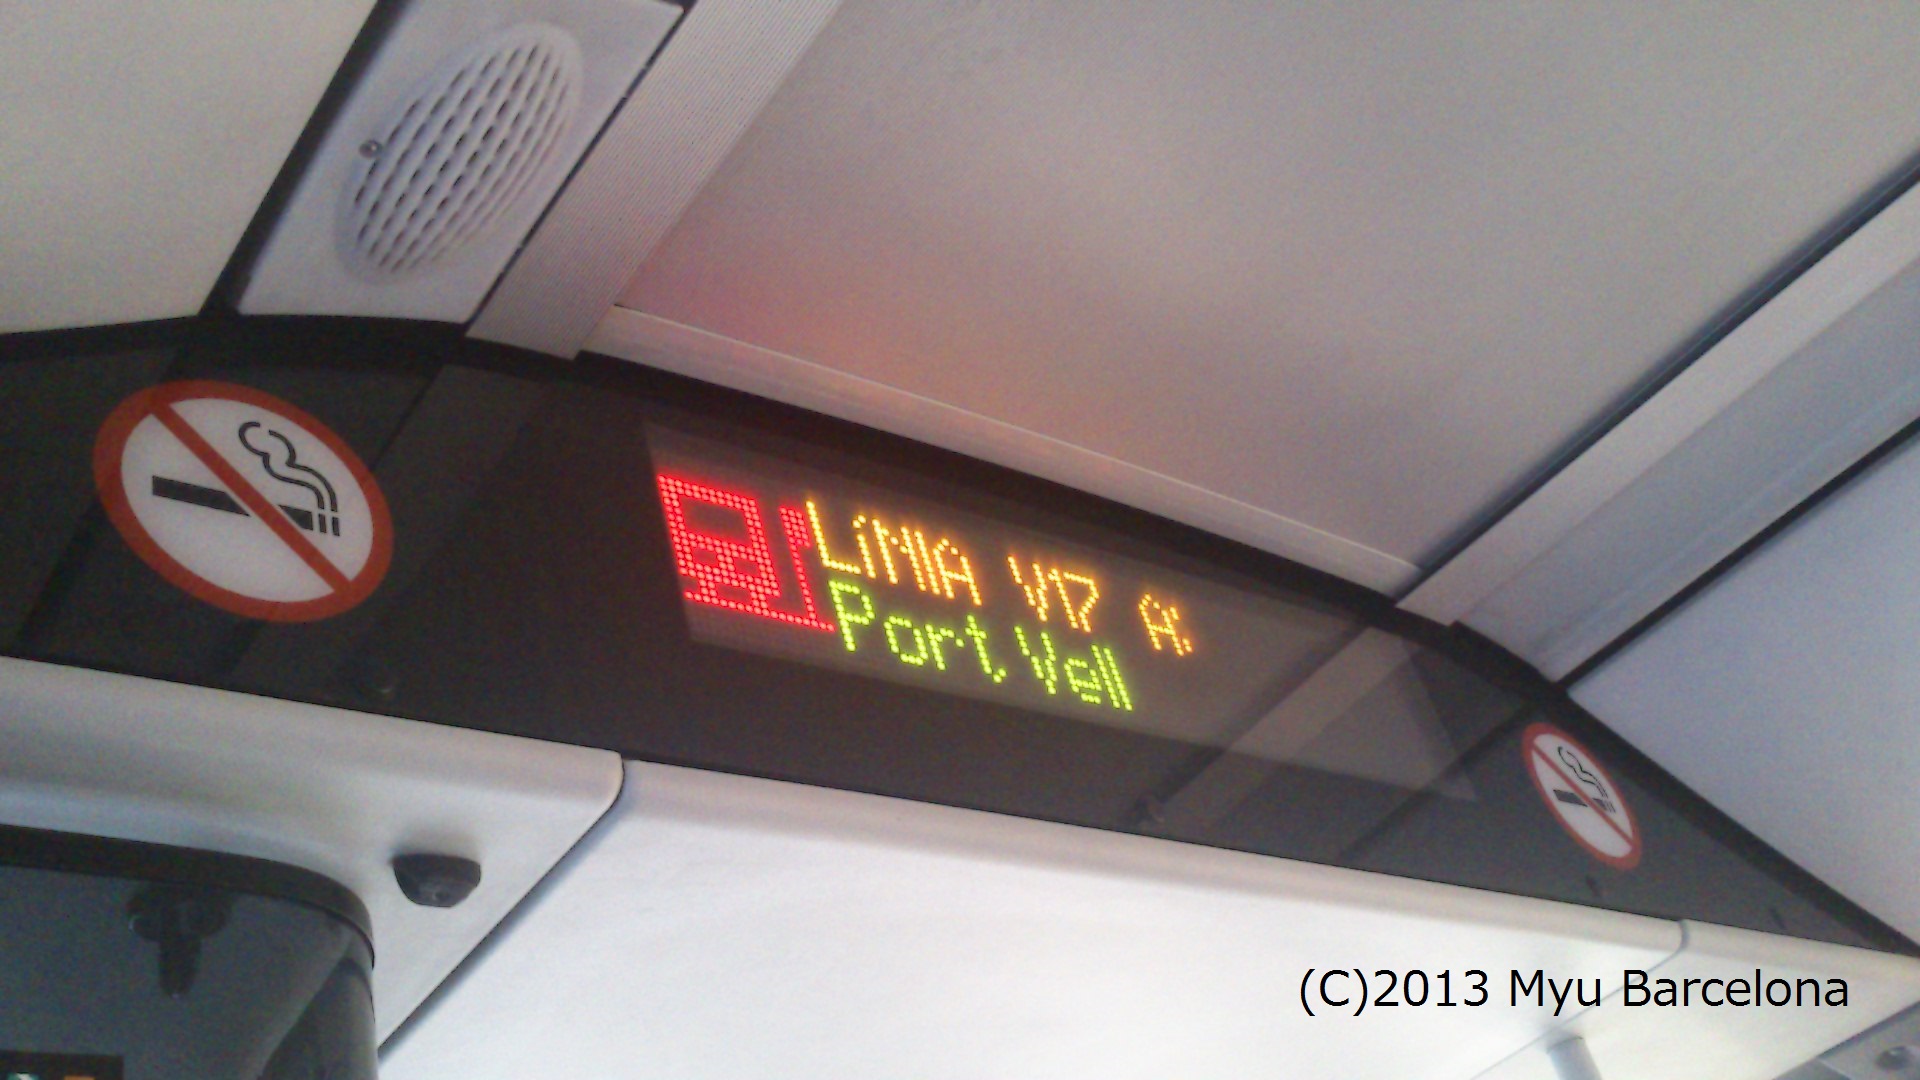 LíNIA V17 A:
Port Vell
(C)2013 Myu Barcelona